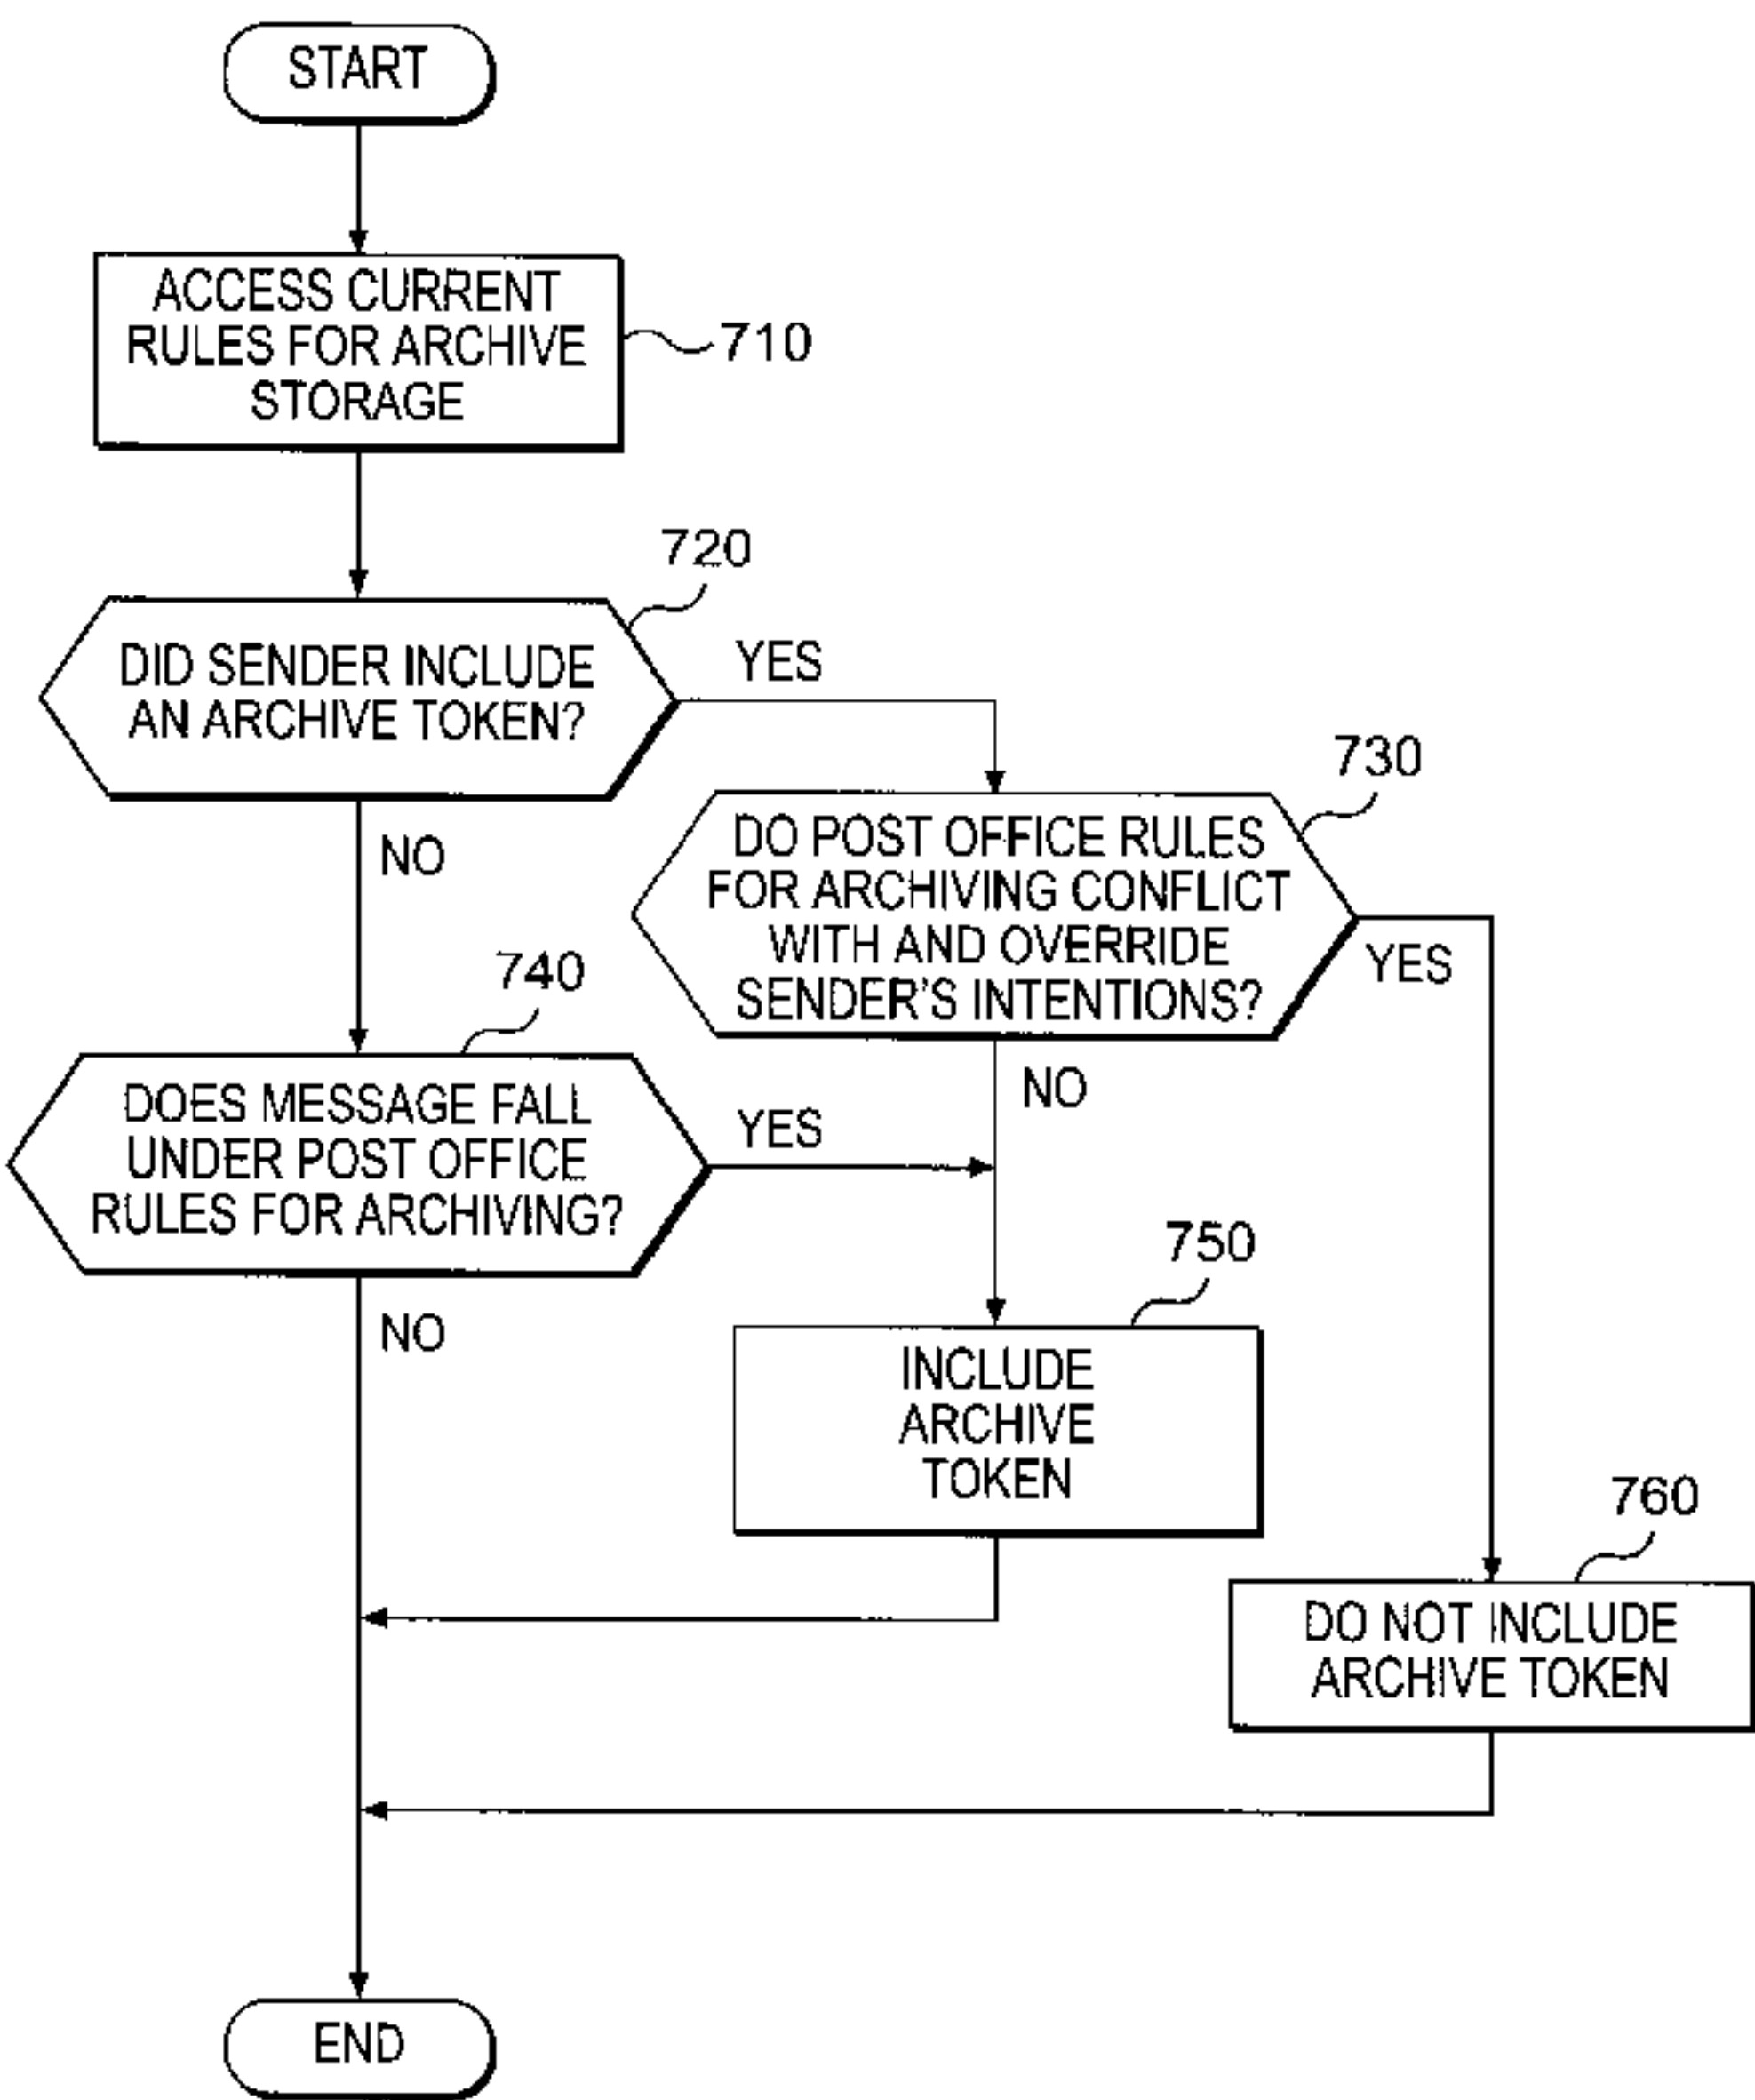 START
ACCESS CURRENT
RULES FOR ARCHIVE
STORAGE
710
720
DID SENDER INCLUDE
AN ARCHIVE TOKEN?
YES
NO
730
DO POST OFFICE RULES
FOR ARCHIVING CONFLICT
WITH AND OVERRIDE
SENDER'S INTENTIONS?
YES
NO
740
DOES MESSAGE FALL
UNDER POST OFFICE
RULES FOR ARCHIVING?
YES
NO
750
INCLUDE
ARCHIVE
TOKEN
760
DO NOT INCLUDE
ARCHIVE TOKEN
END